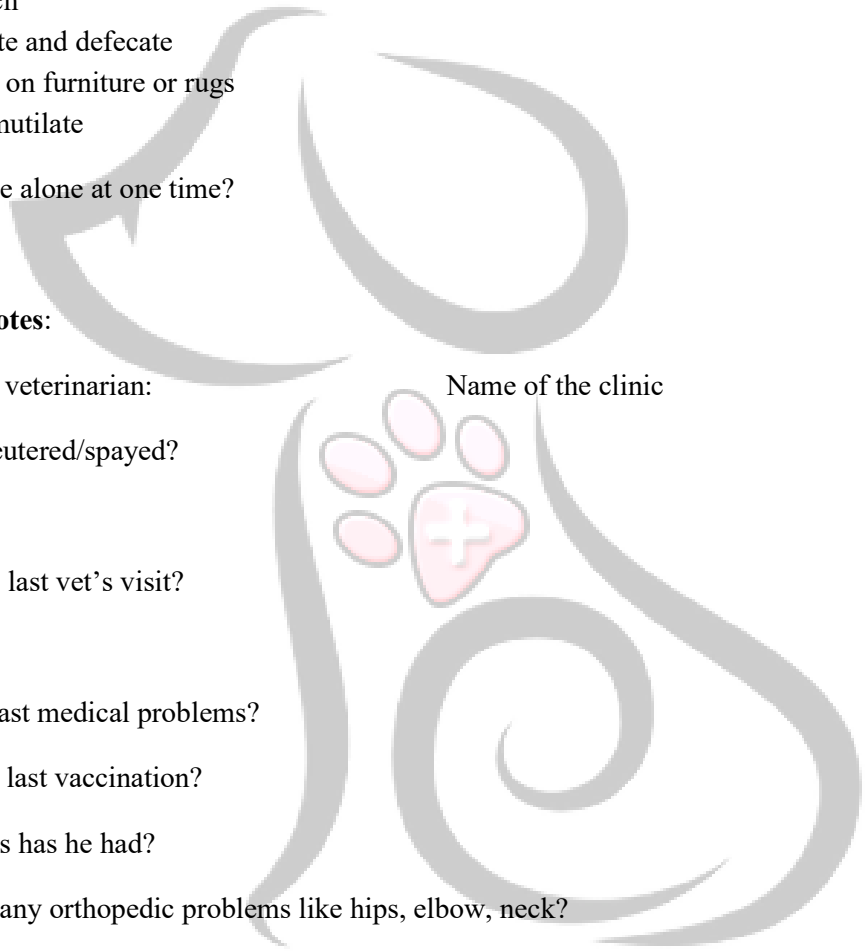 te and defecate
on furniture or rugs
mutilate
e alone at one time?
otes:
veterinarian: Name of the clinic
eutered/spayed?
last vet’s visit?
ast medical problems?
last vaccination?
s has he had?
any orthopedic problems like hips, elbow, neck?